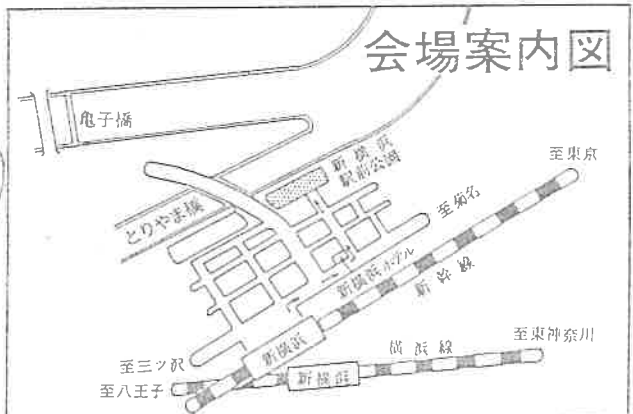 会場案内図
亀子橋
新横浜
駅前公園
至東京
とりやま橋
至菊名
新横浜ホテル
新幹線
新横浜
至三ツ沢
横浜線
至東神奈川
至八王子
新横浜